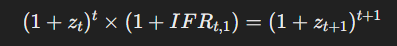 (1 + z_t)^t × (1 + IFR_{t,1}) = (1 + z_{t+1})^{t+1}